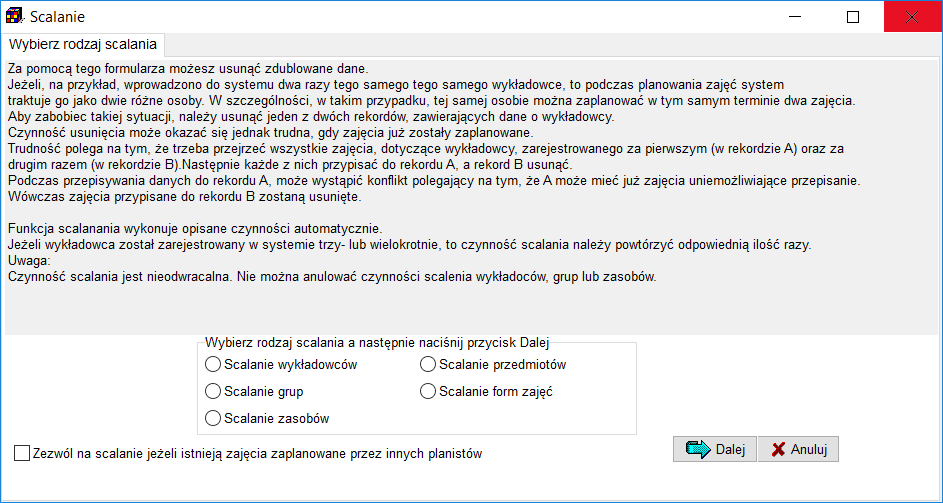 Scalanie
Wybierz rodzaj scalania
Za pomocą tego formularza możesz usunąć zdublowane dane.
Jeżeli, na przykład, wprowadzono do systemu dwa razy tego samego tego samego wykładowce, to podczas planowania zajęć system
traktuje go jako dwie różne osoby. W szczególności, w takim przypadku, tej samej osobie można zaplanować w tym samym terminie dwa zajęcia.
Aby zabobiec takiej sytuacji, należy usunąć jeden z dwóch rekordów, zawierających dane o wykładowcy.
Czynność usunięcia może okazać się jednak trudna, gdy zajęcia już zostały zaplanowane.
Trudność polega na tym, że trzeba przejrzeć wszystkie zajęcia, dotyczące wykładowcy, zarejestrowanego za pierwszym (w rekordzie A) oraz za
drugim razem (w rekordzie B).Następnie każde z nich przypisać do rekordu A, a rekord B usunąć.
Podczas przepisywania danych do rekordu A, może wystąpić konflikt polegający na tym, że A może mieć już zajęcia uniemożliwiające przepisanie.
Wówczas zajęcia przypisane do rekordu B zostaną usunięte.
Funkcja scalanania wykonuje opisane czynności automatycznie.
Jeżeli wykładowca został zarejestrowany w systemie trzy- lub wielokrotnie, to czynność scalania należy powtórzyć odpowiednią ilość razy.
Uwaga:
Czynność scalania jest nieodwracalna. Nie można anulować czynności scalenia wykładoców, grup lub zasobów.
Wybierz rodzaj scalania a następnie naciśnij przycisk Dalej
Scalanie wykładowców
Scalanie przedmiotów
Scalanie grup
Scalanie form zajęć
Scalanie zasobów
Zezwól na scalanie jeżeli istnieją zajęcia zaplanowane przez innych planistów
Dalej
Anuluj